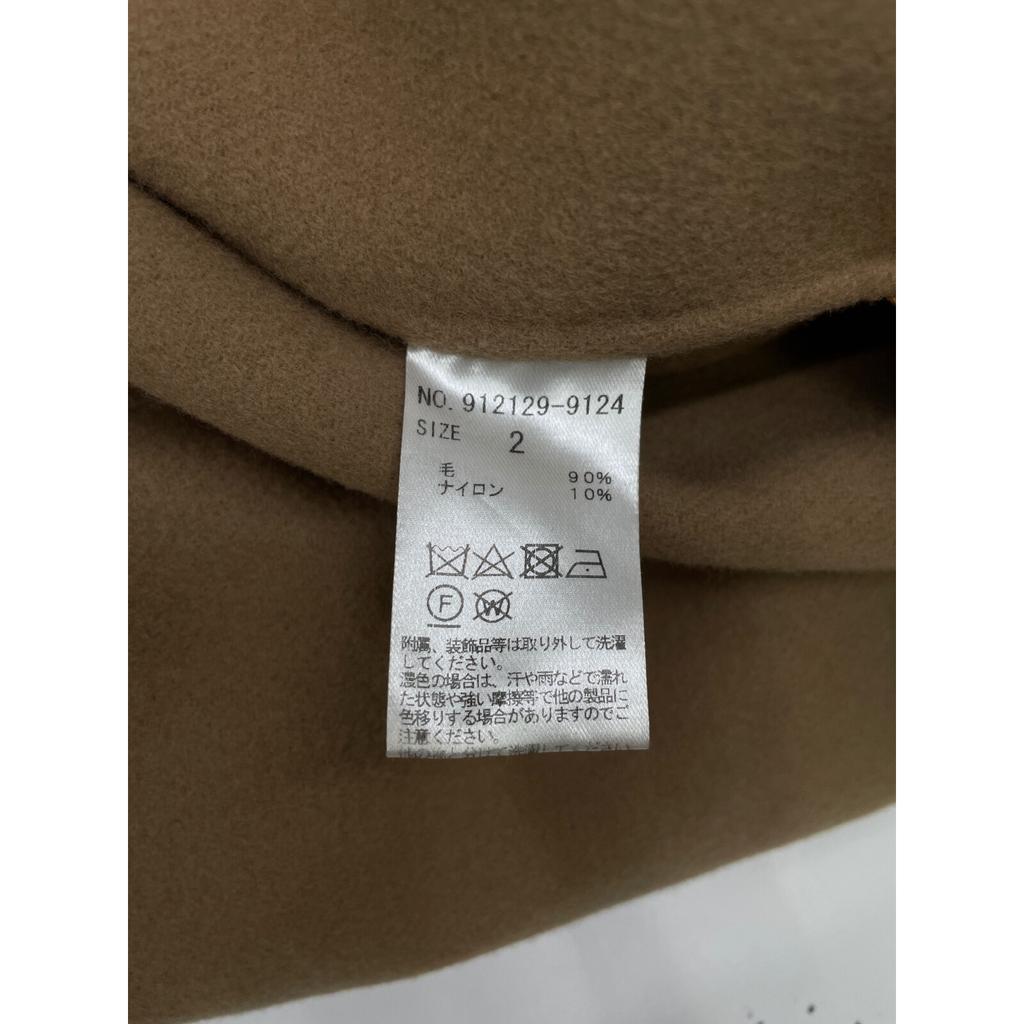 NO. 912129-9124
SIZE 2
毛 90%
ナイロン 10%
F
W
附属、装飾品等は取り外して洗濯
してください。
濃色の場合は、汗や雨などで濡れ
た状態や強い摩擦等で他の製品に
色移りする場合がありますのでご
注意ください。